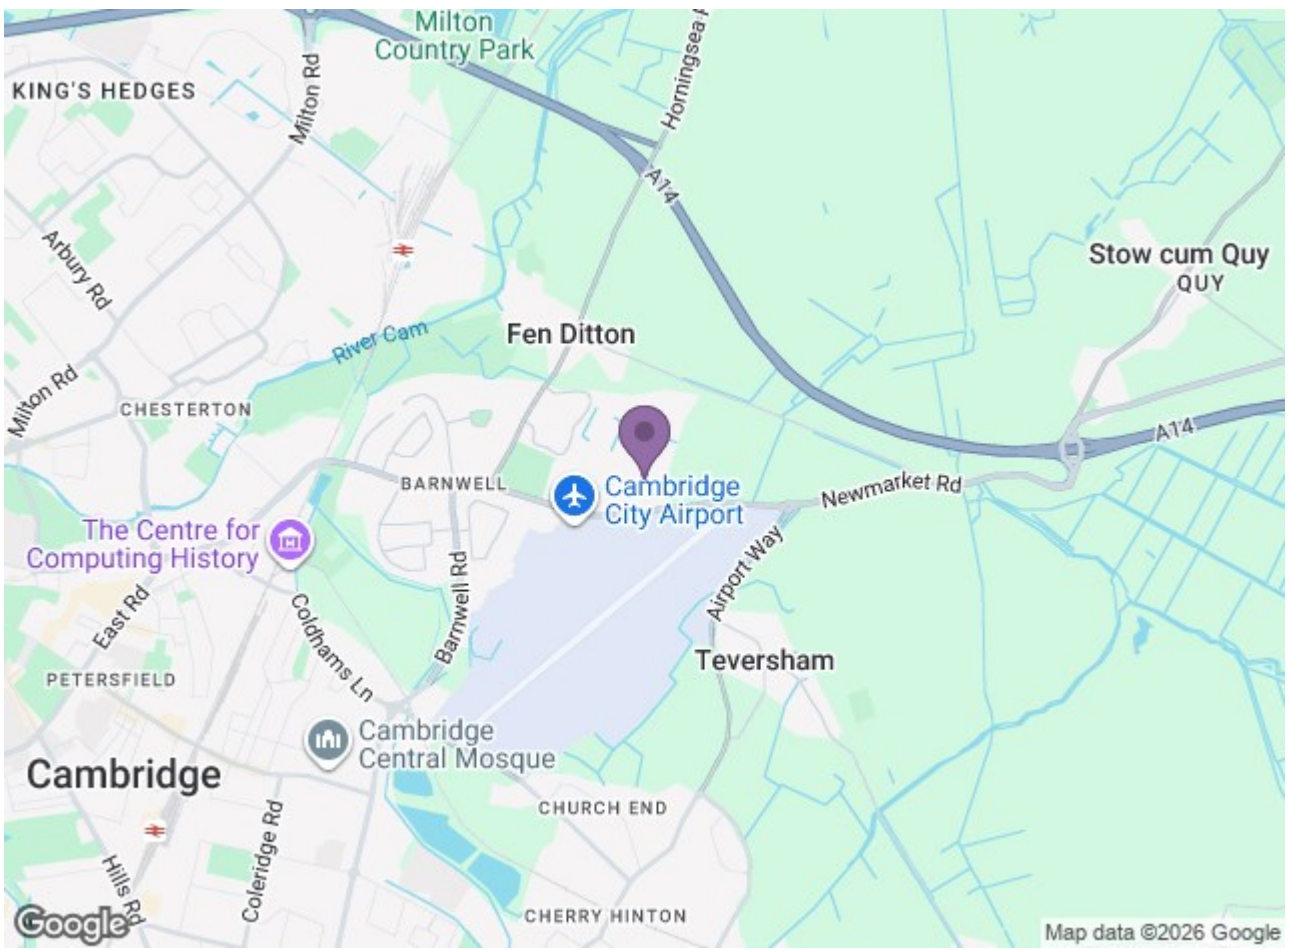 Milton
Country Park
KING'S HEDGES
Milton Rd
Horningsea
A14
Arbury Rd
Stow cum Quy
QUY
River Cam
Fen Ditton
Milton Rd
CHESTERTON
A14
BARNWELL
Cambridge
City Airport
Newmarket Rd
The Centre for
Computing History
Airport Way
East Rd
Coldhams Ln
Barnwell Rd
Teversham
PETERSFIELD
Cambridge
Central Mosque
Cambridge
CHURCH END
Coleridge Rd
Hills Rd
CHERRY HINTON
Google
Map data ©2026 Google